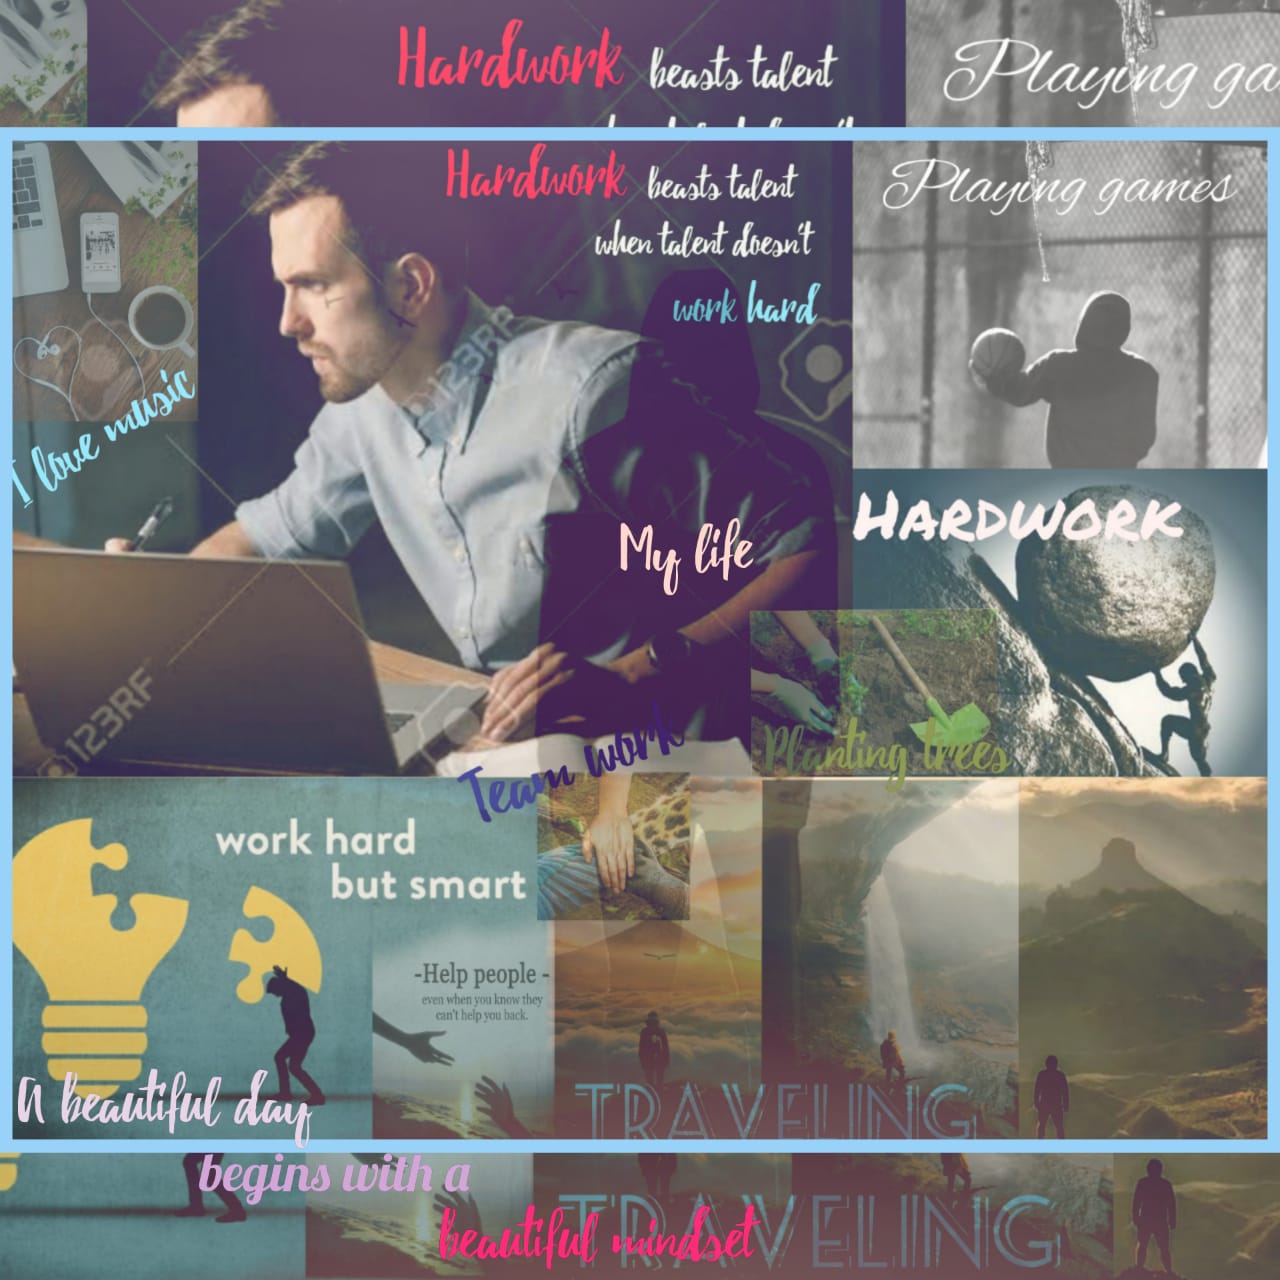 Hardwork beasts talent
Playing ga
Hardwork beasts talent
when talent doesn't
work hard
Playing games
I love music
123RF
My life
HARDWORK
123RF
Team work
Planting trees
work hard
but smart
-Help people -
even when you know they
can't help you back.
A beautiful day
TRAVELING
begins with a
beautiful mindset
TRAVELING